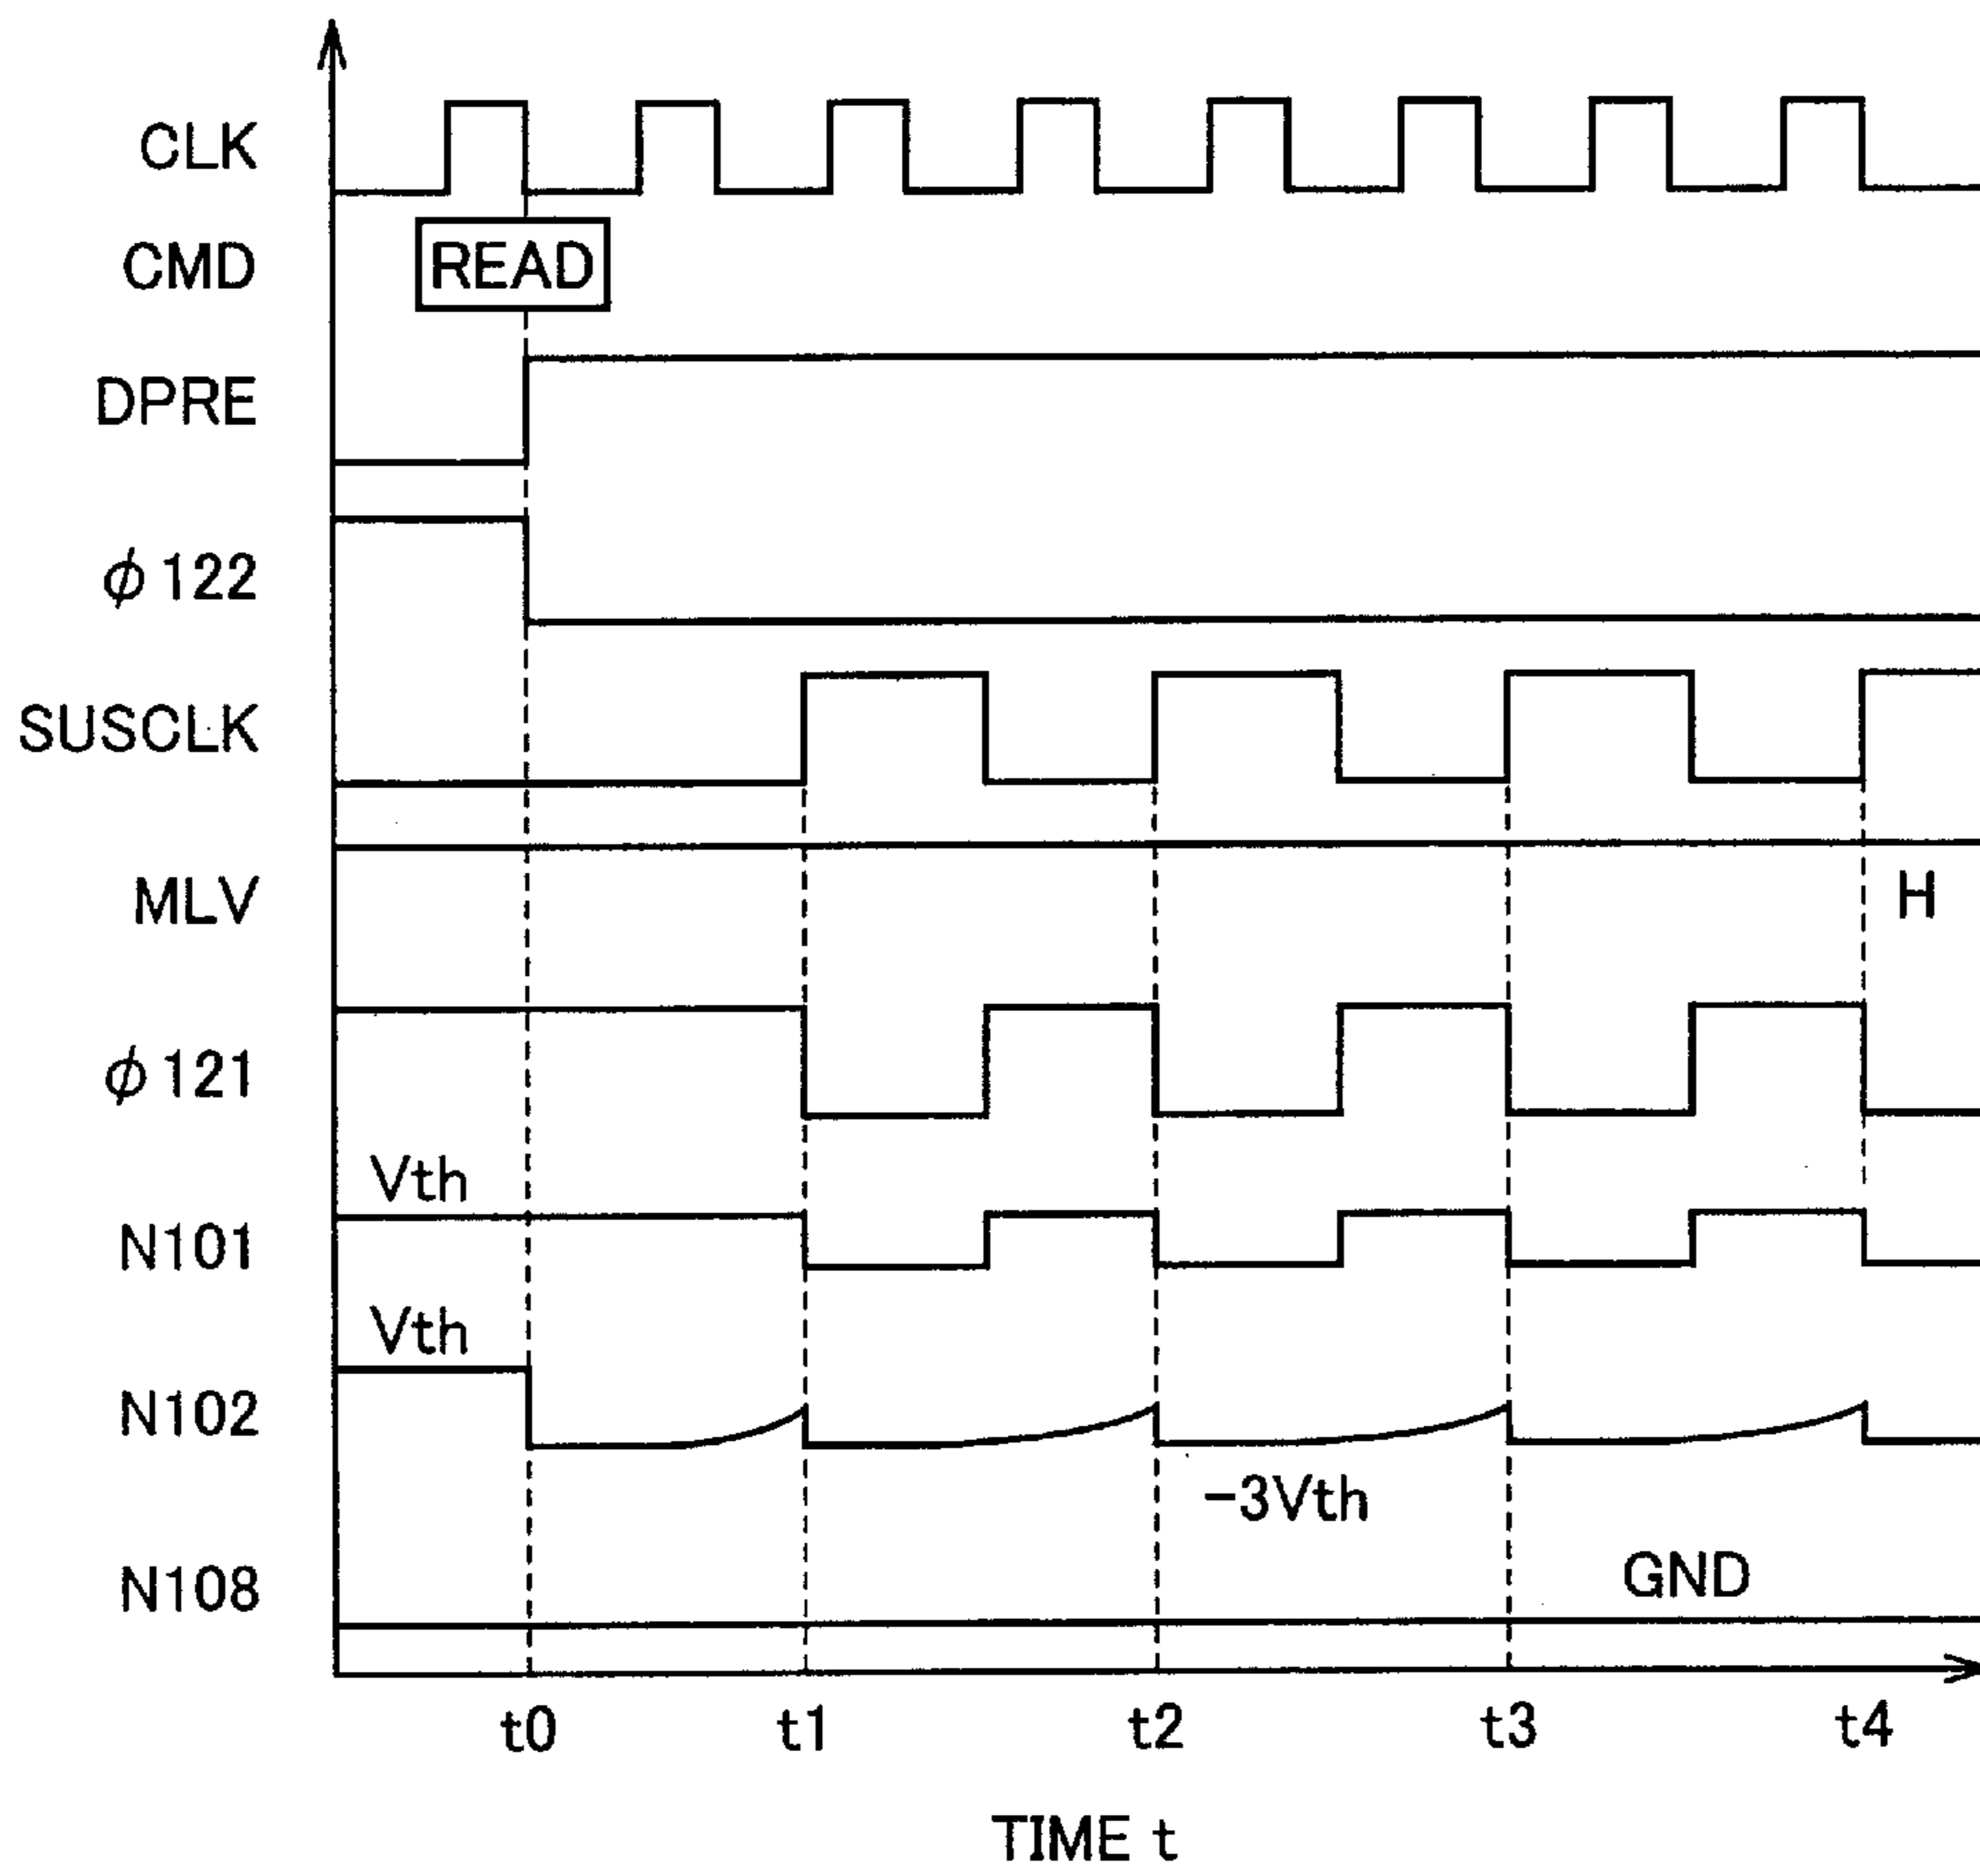 CLK
CMD
READ
DPRE
ϕ122
SUSCLK
MLV
H
ϕ121
Vth
N101
Vth
N102
-3Vth
N108
GND
t0 t1 t2 t3 t4
TIME t